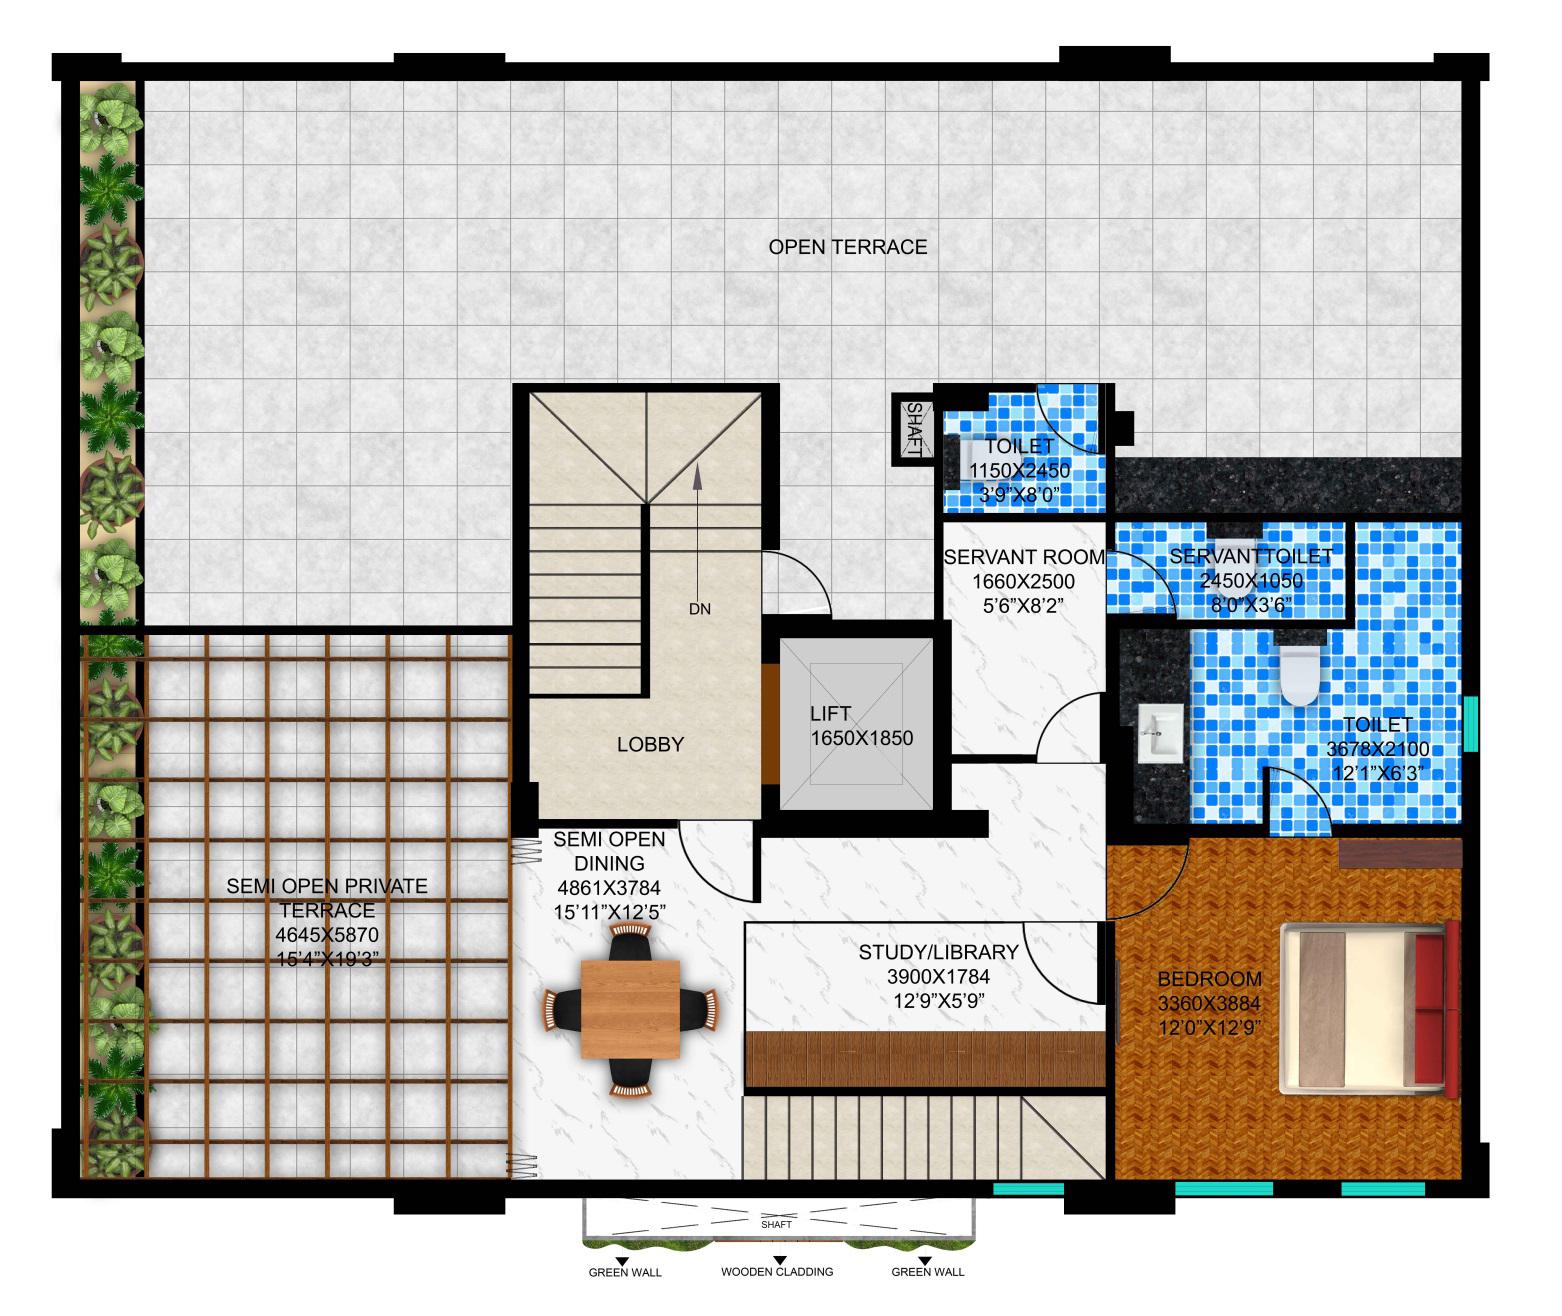 OPEN TERRACE
SHAFT
TOILET
1150X2450
3'9"X8'0"
SERVANT ROOM
1660X2500
5'6"X8'2"
SERVANTTOILET
2450X1050
8'0"X3'6"
DN
LIFT
1650X1850
LOBBY
TOILET
3678X2100
12'1"X6'3"
SEMI OPEN
DINING
4861X3784
15'11"X12'5"
SEMI OPEN PRIVATE
TERRACE
4645X5870
15'4"X19'3"
STUDY/LIBRARY
3900X1784
12'9"X5'9"
BEDROOM
3360X3884
12'0"X12'9"
SHAFT
GREEN WALL
WOODEN CLADDING
GREEN WALL